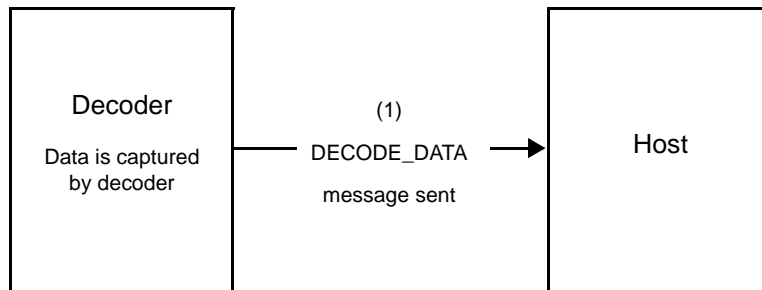 Decoder
Data is captured
by decoder
(1)
DECODE_DATA
message sent
Host